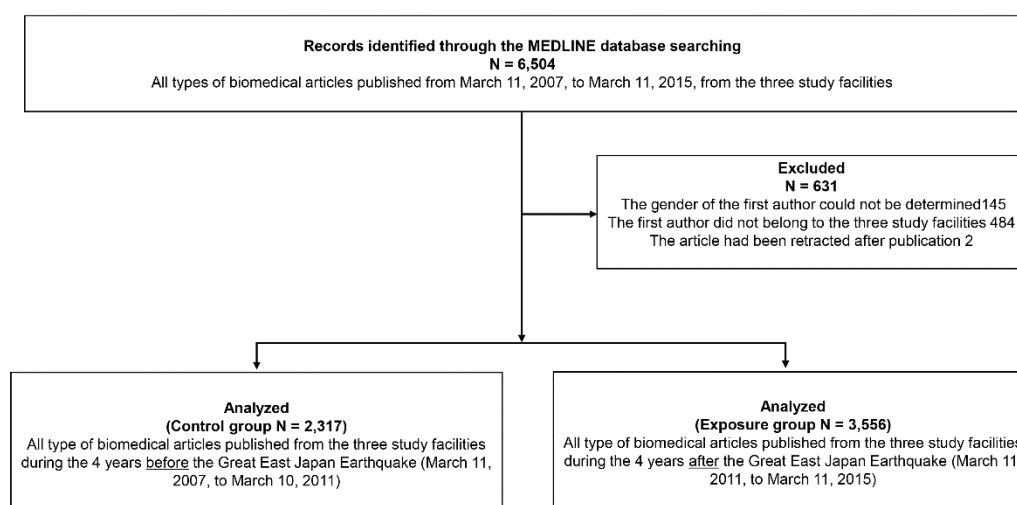 Records identified through the MEDLINE database searching
N = 6,504
All types of biomedical articles published from March 11, 2007, to March 11, 2015, from the three study facilities
Excluded
N = 631
The gender of the first author could not be determined145
The first author did not belong to the three study facilities 484
The article had been retracted after publication 2
Analyzed
(Control group N = 2,317)
All type of biomedical articles published from the three study facilities
during the 4 years before the Great East Japan Earthquake (March 11,
2007, to March 10, 2011)
Analyzed
(Exposure group N = 3,556)
All type of biomedical articles published from the three study facilities
during the 4 years after the Great East Japan Earthquake (March 11
2011, to March 11, 2015)